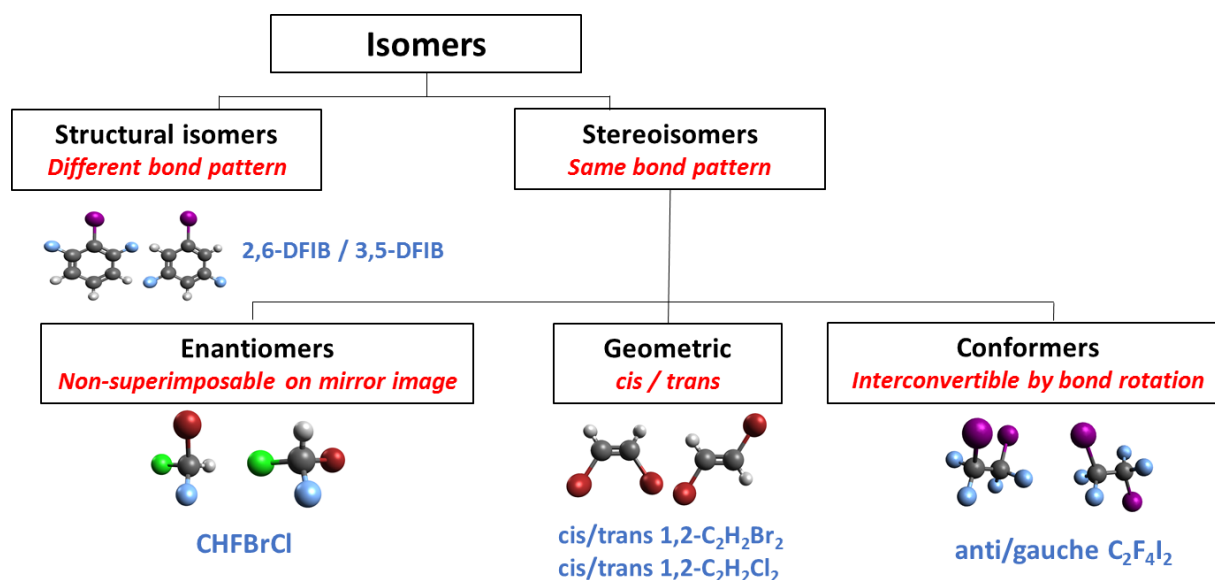 Isomers
Structural isomers
Different bond pattern
Stereoisomers
Same bond pattern
2,6-DFIB / 3,5-DFIB
Enantiomers
Non-superimposable on mirror image
Geometric
cis / trans
Conformers
Interconvertible by bond rotation
CHFBrCl
cis/trans 1,2-C₂H₂Br₂
cis/trans 1,2-C₂H₂Cl₂
anti/gauche C₂F₄I₂